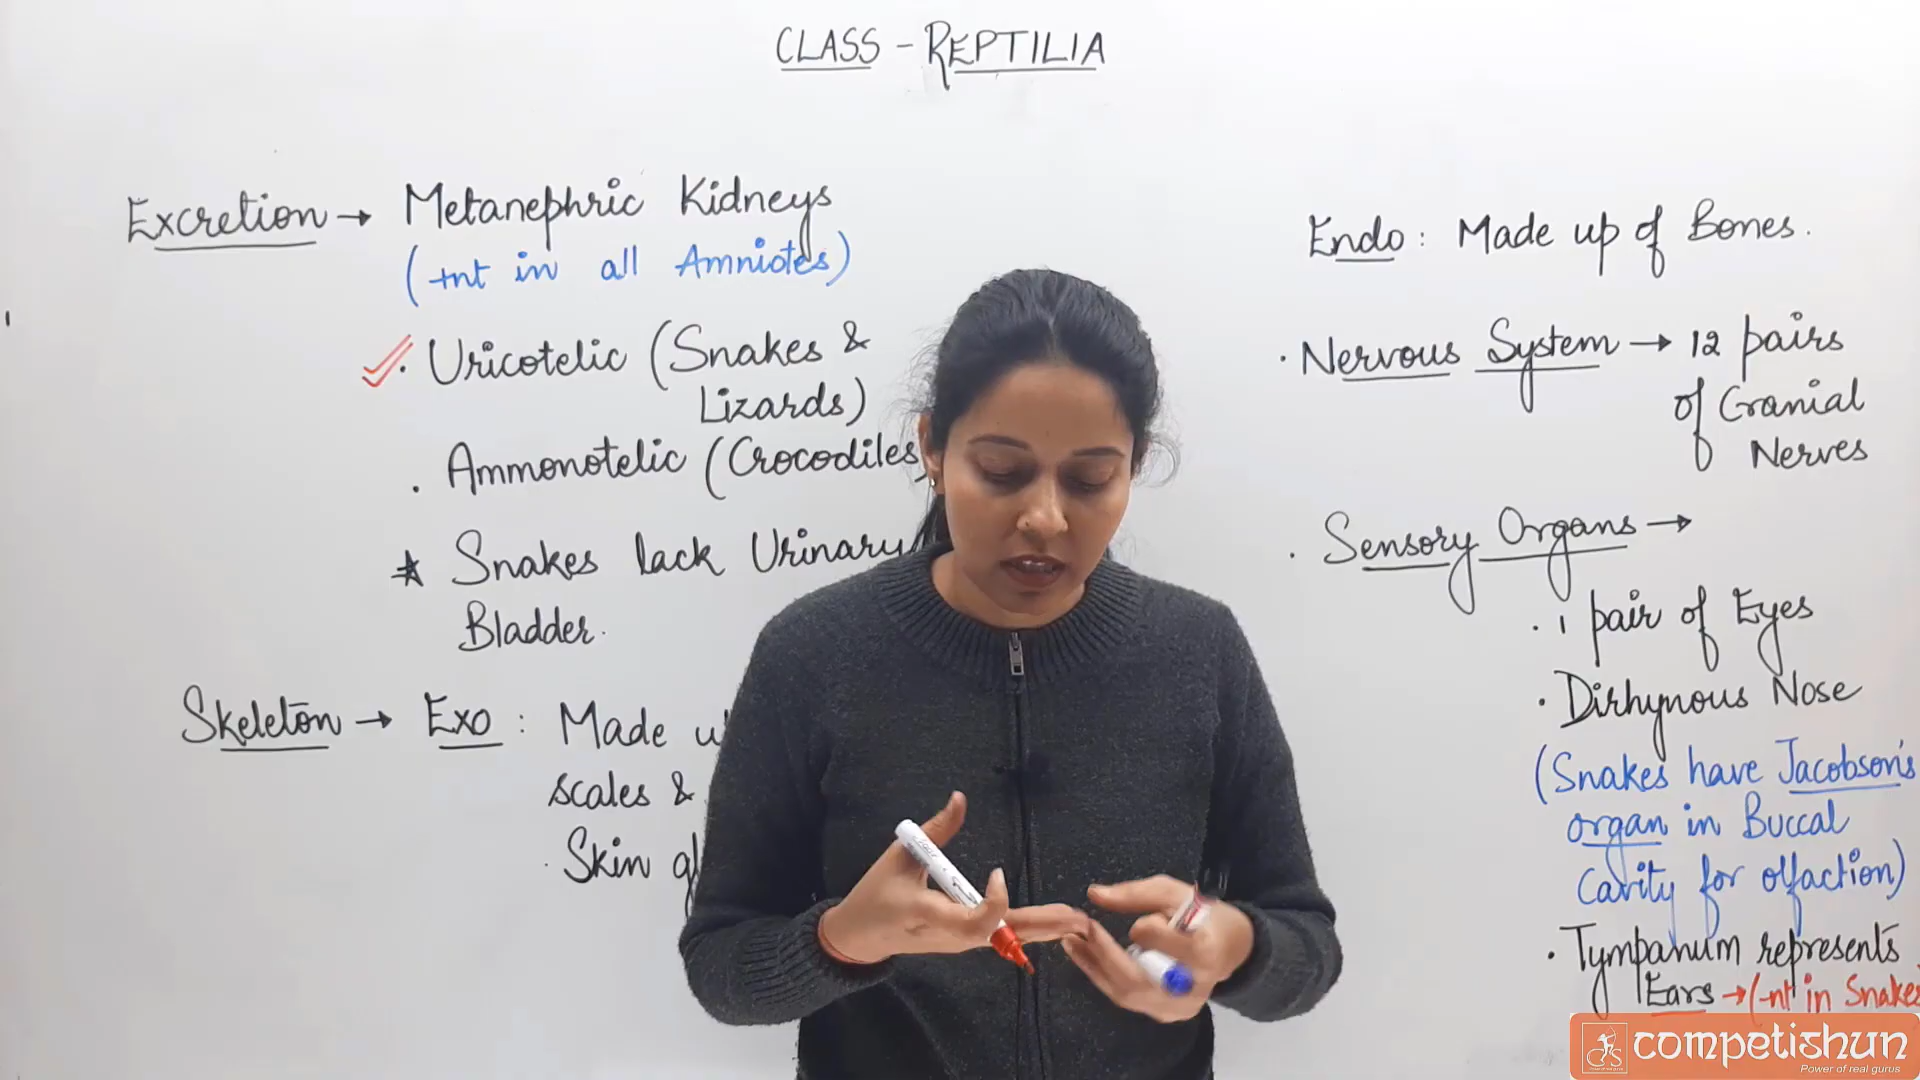 CLASS - REPTILIA
Excretion → Metanephric Kidneys
(+nt in all Amniotes)
✓ · Uricotelic (Snakes &
Lizards)
· Ammonotelic (Crocodiles
★ Snakes lack Urinary
Bladder.
Skeleton → Exo : Made
scales &
· Skin
Endo : Made up of Bones.
· Nervous System → 12 pairs
of Cranial
Nerves
· Sensory Organs →
· 1 pair of Eyes
· Dirhynous Nose
(Snakes have Jacobson's
organ in Buccal
Cavity for olfaction)
· Tympanum represents
Ears → (-nt in Snakes
competishun
Power of real gurus